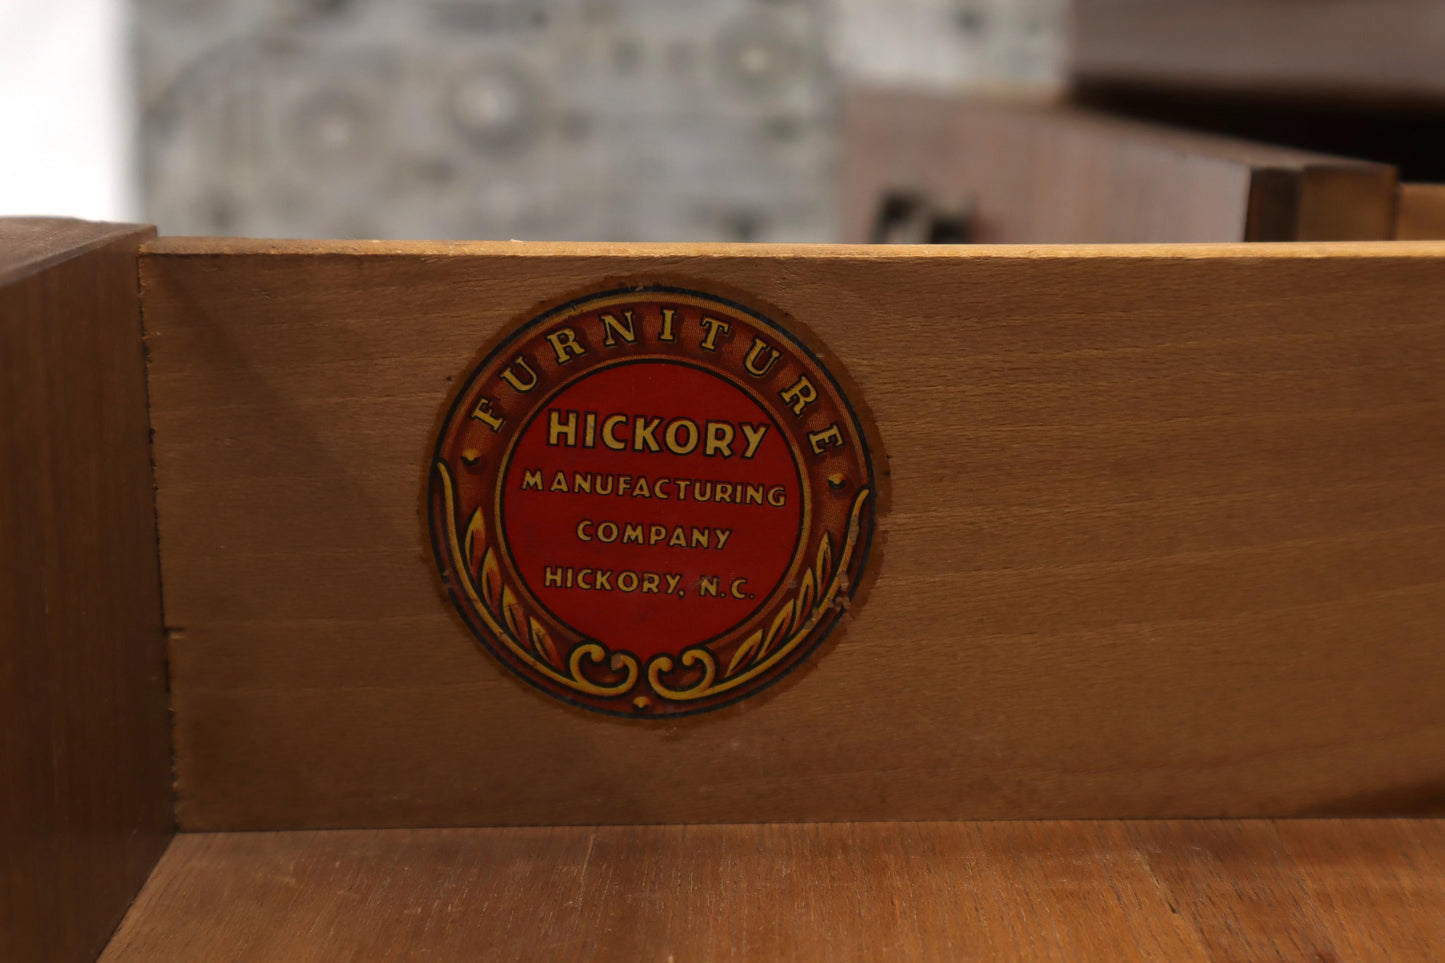 FURNITURE
HICKORY
MANUFACTURING
COMPANY
HICKORY, N.C.